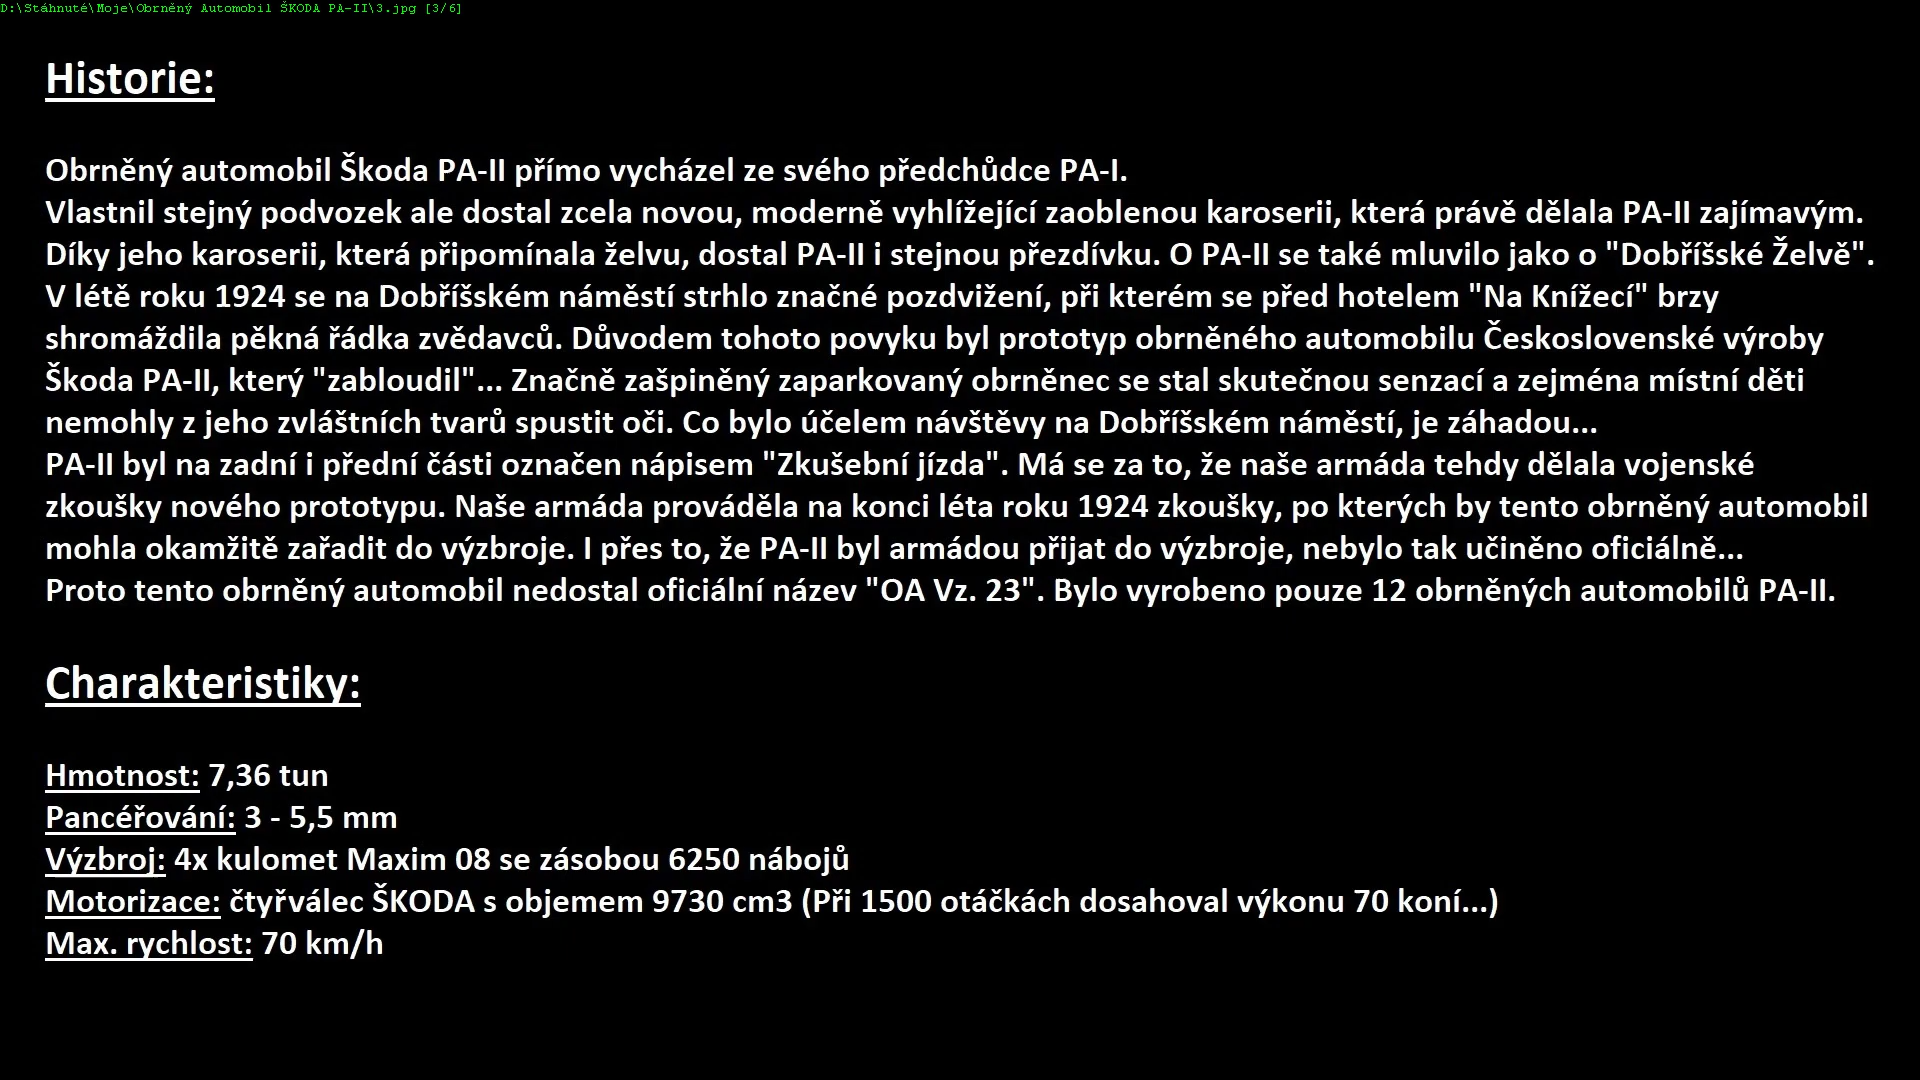 D:\Stáhnuté\Moje\Obrněný Automobil ŠKODA PA-II\3.jpg [3/6]
Historie:
Obrněný automobil Škoda PA-II přímo vycházel ze svého předchůdce PA-I.
Vlastnil stejný podvozek ale dostal zcela novou, moderně vyhlížející zaoblenou karoserii, která právě dělala PA-II zajímavým.
Díky jeho karoserii, která připomínala želvu, dostal PA-II i stejnou přezdívku. O PA-II se také mluvilo jako o "Dobříšské Želvě".
V létě roku 1924 se na Dobříšském náměstí strhlo značné pozdvižení, při kterém se před hotelem "Na Knížecí" brzy
shromáždila pěkná řádka zvědavců. Důvodem tohoto povyku byl prototyp obrněného automobilu Československé výroby
Škoda PA-II, který "zabloudil"... Značně zašpiněný zaparkovaný obrněnec se stal skutečnou senzací a zejména místní děti
nemohly z jeho zvláštních tvarů spustit oči. Co bylo účelem návštěvy na Dobříšském náměstí, je záhadou...
PA-II byl na zadní i přední části označen nápisem "Zkušební jízda". Má se za to, že naše armáda tehdy dělala vojenské
zkoušky nového prototypu. Naše armáda prováděla na konci léta roku 1924 zkoušky, po kterých by tento obrněný automobil
mohla okamžitě zařadit do výzbroje. I přes to, že PA-II byl armádou přijat do výzbroje, nebylo tak učiněno oficiálně...
Proto tento obrněný automobil nedostal oficiální název "OA Vz. 23". Bylo vyrobeno pouze 12 obrněných automobilů PA-II.
Charakteristiky:
Hmotnost: 7,36 tun
Pancéřování: 3 - 5,5 mm
Výzbroj: 4x kulomet Maxim 08 se zásobou 6250 nábojů
Motorizace: čtyřválec ŠKODA s objemem 9730 cm3 (Při 1500 otáčkách dosahoval výkonu 70 koní...)
Max. rychlost: 70 km/h